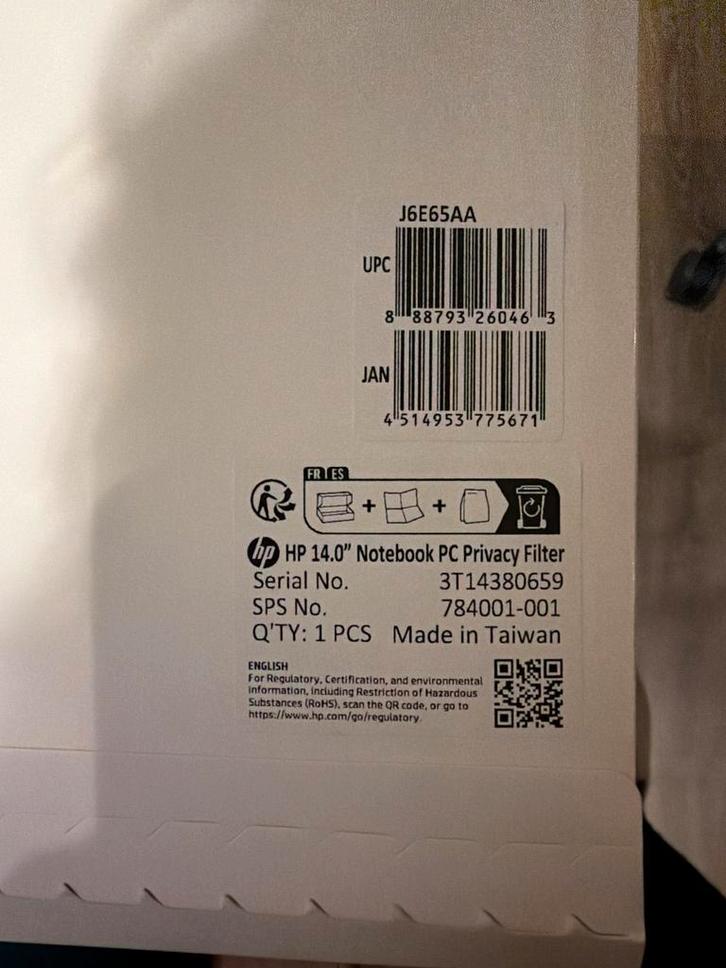 J6E65AA
UPC
8 88793 26046 3
JAN
4 514953 775671
FR ES
+ +
hp HP 14.0” Notebook PC Privacy Filter
Serial No. 3T14380659
SPS No. 784001-001
Q'TY: 1 PCS Made in Taiwan
ENGLISH
For Regulatory, Certification, and environmental
information, including Restriction of Hazardous
Substances (RoHS), scan the QR code, or go to
https://www.hp.com/go/regulatory.